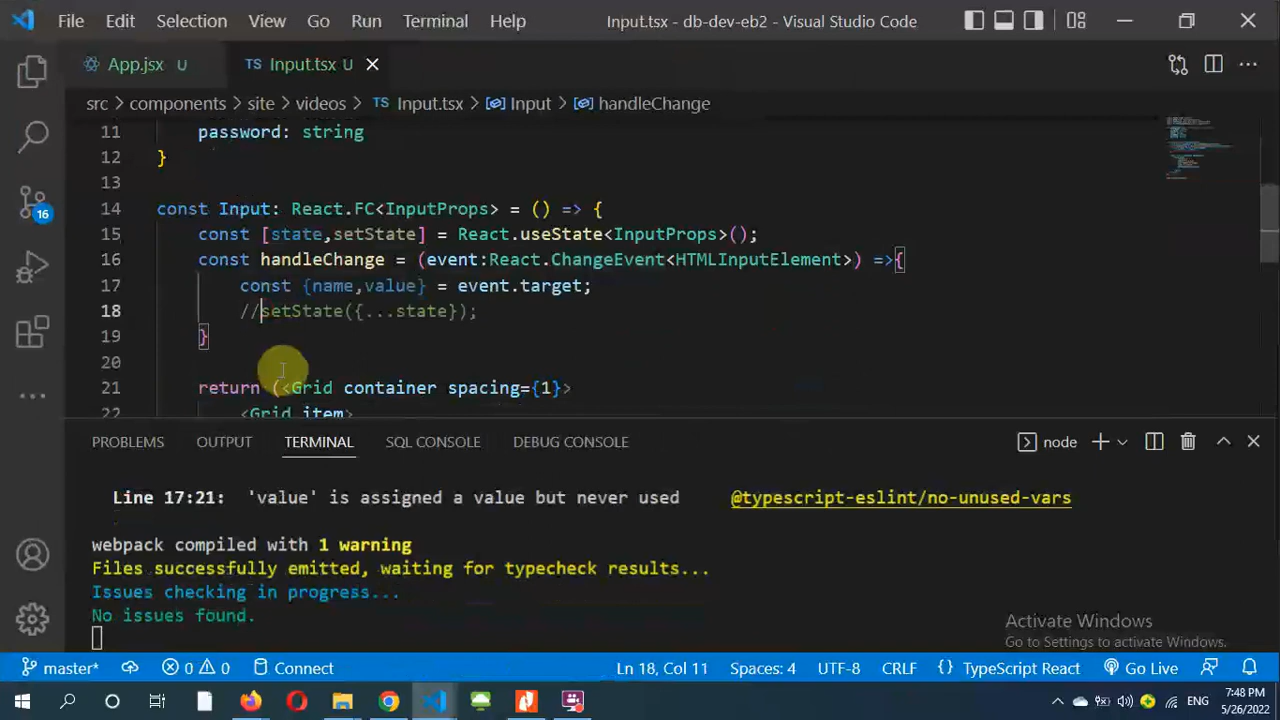 File Edit Selection View Go Run Terminal Help Input.tsx - db-dev-eb2 - Visual Studio Code
App.jsx U Input.tsx U
src > components > site > videos > TS Input.tsx > Input > handleChange
11 password: string
12 }
13
14 const Input: React.FC<InputProps> = () => {
15 const [state,setState] = React.useState<InputProps>();
16 const handleChange = (event:React.ChangeEvent<HTMLInputElement>) =>{
17 const {name,value} = event.target;
18 //setState({...state});
19 }
20
21 return (<Grid container spacing={1}>
22 <Grid item>
PROBLEMS OUTPUT TERMINAL SQL CONSOLE DEBUG CONSOLE node
Line 17:21: 'value' is assigned a value but never used @typescript-eslint/no-unused-vars
webpack compiled with 1 warning
Files successfully emitted, waiting for typecheck results...
Issues checking in progress...
No issues found.
Activate Windows
Go to Settings to activate Windows.
16
master* 0 0 Connect Ln 18, Col 11 Spaces: 4 UTF-8 CRLF {} TypeScript React Go Live
ENG
7:48 PM
5/26/2022